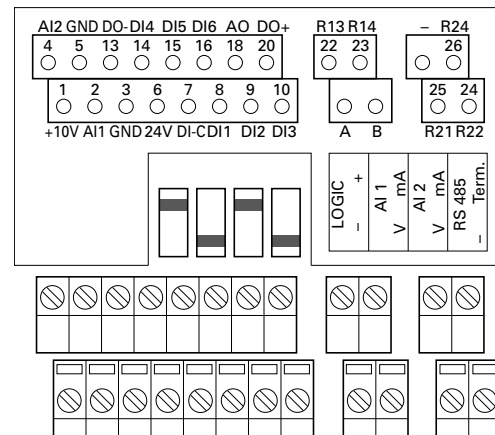 AI2 GND DO- DI4 DI5 DI6 AO DO+ R13 R14 – R24
4 5 13 14 15 16 18 20 22 23 26
1 2 3 6 7 8 9 10 25 24
+10V AI1 GND 24V DI-C DI1 DI2 DI3 A B R21 R22
LOGIC
– +
AI 1
V mA
AI 2
V mA
RS 485
– Term.